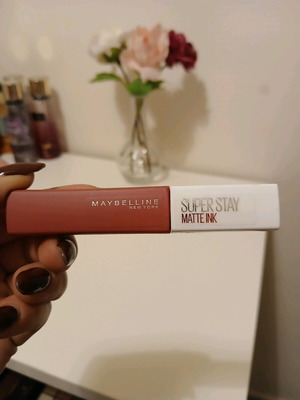 MAYBELLINE
NEW YORK
SUPER STAY
MATTE INK